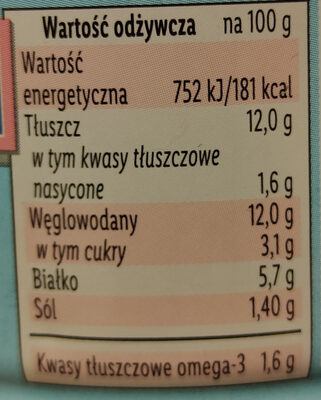 Wartość odżywcza na 100 g
Wartość
energetyczna 752 kJ/181 kcal
Tłuszcz 12,0 g
w tym kwasy tłuszczowe
nasycone 1,6 g
Węglowodany 12,0 g
w tym cukry 3,1 g
Białko 5,7 g
Sól 1,40 g
Kwasy tłuszczowe omega-3 1,6 g